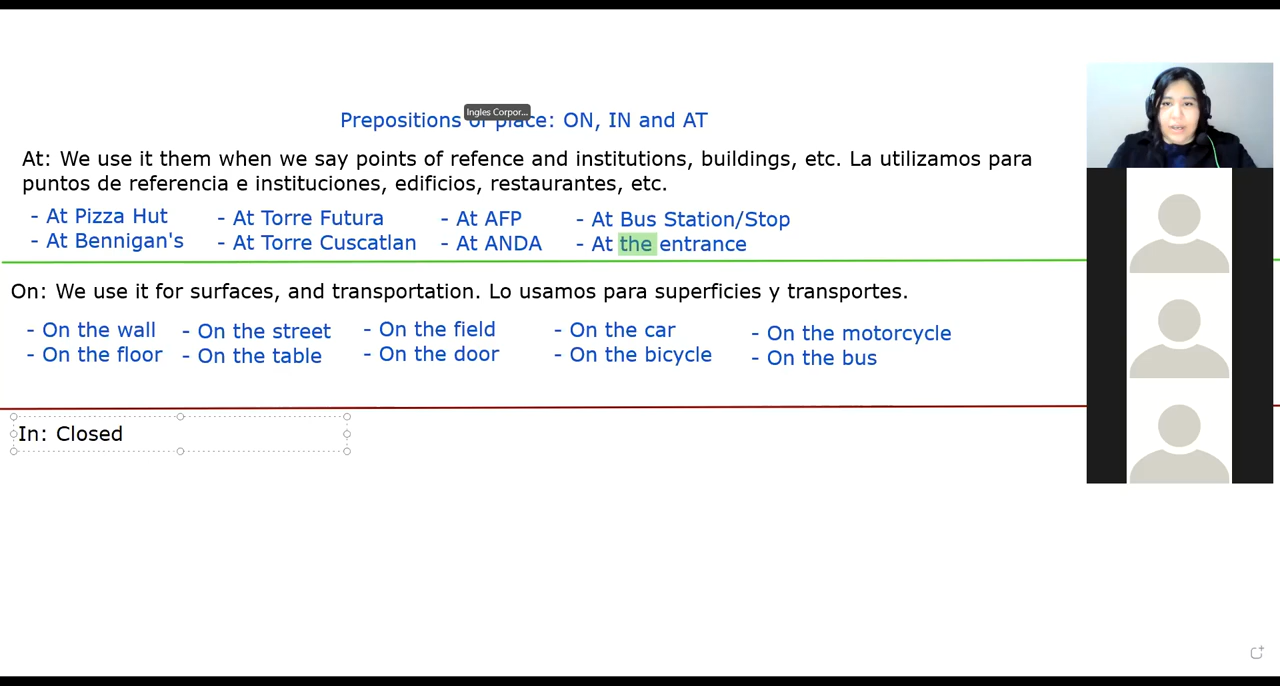 Ingles Corpor...
Prepositions of place: ON, IN and AT
At: We use it them when we say points of refence and institutions, buildings, etc. La utilizamos para
puntos de referencia e instituciones, edificios, restaurantes, etc.
- At Pizza Hut - At Torre Futura - At AFP - At Bus Station/Stop
- At Bennigan's - At Torre Cuscatlan - At ANDA - At the entrance
On: We use it for surfaces, and transportation. Lo usamos para superficies y transportes.
- On the wall - On the street - On the field - On the car - On the motorcycle
- On the floor - On the table - On the door - On the bicycle - On the bus
In: Closed